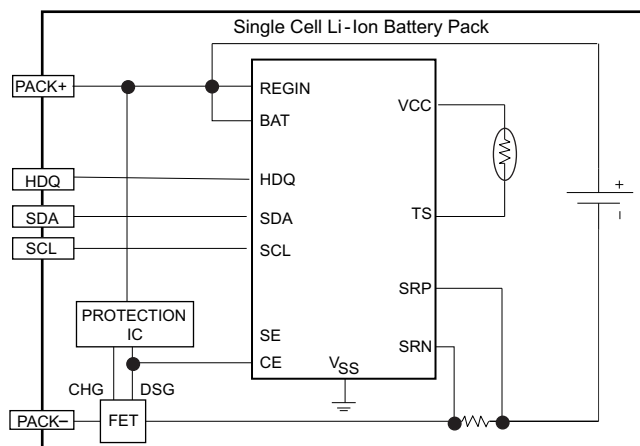 Single Cell Li-Ion Battery Pack
PACK+
REGIN
VCC
BAT
HDQ
HDQ
+
SDA
SDA
TS
-
SCL
SCL
SRP
PROTECTION
IC
SE
SRN
CE
VSS
CHG
DSG
PACK–
FET